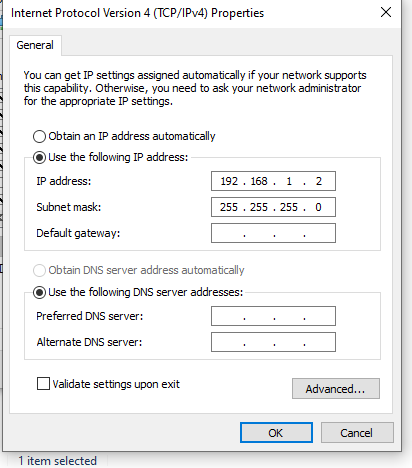 Internet Protocol Version 4 (TCP/IPv4) Properties
General
You can get IP settings assigned automatically if your network supports
this capability. Otherwise, you need to ask your network administrator
for the appropriate IP settings.
Obtain an IP address automatically
Use the following IP address:
IP address: 192 . 168 . 1 . 2
Subnet mask: 255 . 255 . 255 . 0
Default gateway: . . .
Obtain DNS server address automatically
Use the following DNS server addresses:
Preferred DNS server: . . .
Alternate DNS server: . . .
Validate settings upon exit
Advanced...
OK Cancel
1 item selected